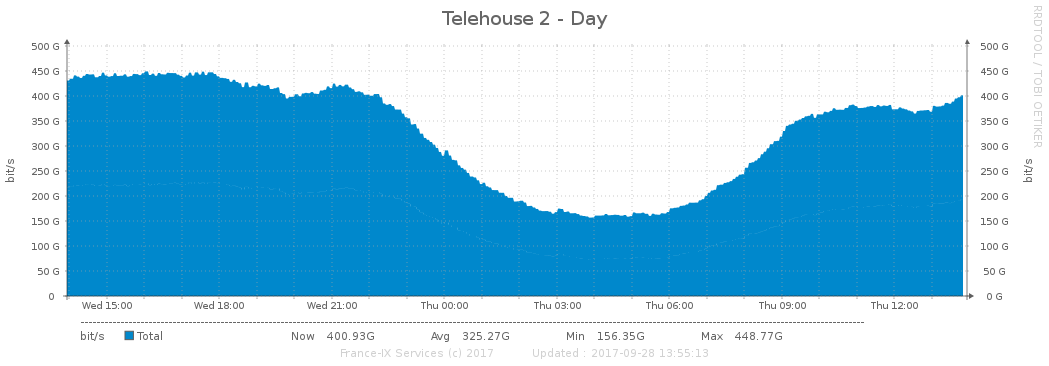 Telehouse 2 - Day
RRDTOOL / TOBI OETIKER
500 G 500 G
450 G 450 G
400 G 400 G
350 G 350 G
300 G 300 G
250 G 250 G
200 G 200 G
150 G 150 G
100 G 100 G
50 G 50 G
0 0 G
bit/s bit/s
Wed 15:00 Wed 18:00 Wed 21:00 Thu 00:00 Thu 03:00 Thu 06:00 Thu 09:00 Thu 12:00
bit/s Total Now 400.93G Avg 325.27G Min 156.35G Max 448.77G
France-IX Services (c) 2017 Updated : 2017-09-28 13:55:13